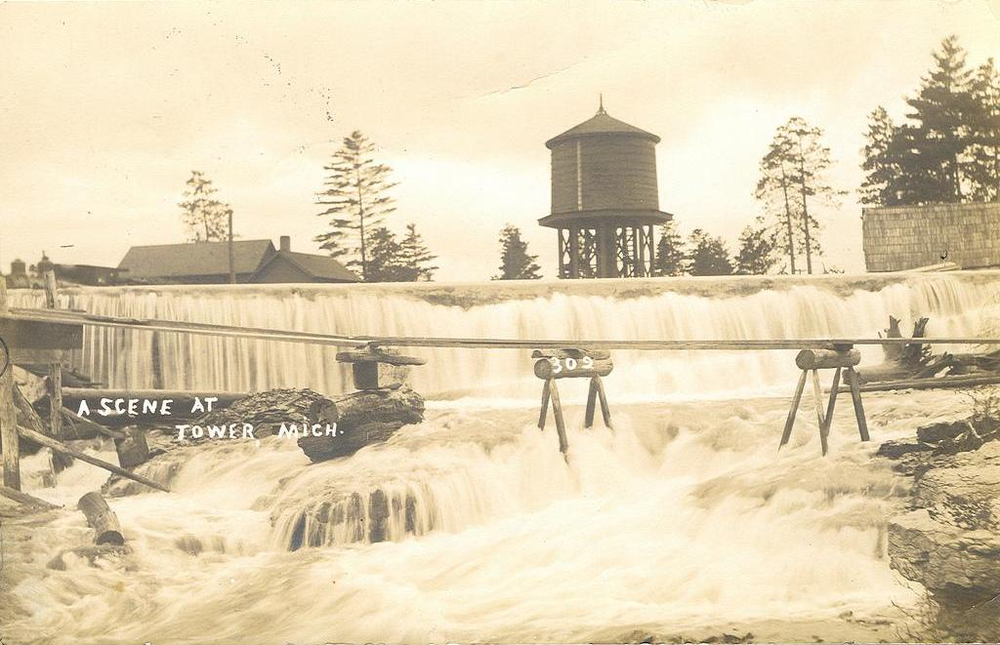 309
A SCENE AT
TOWER, MICH.